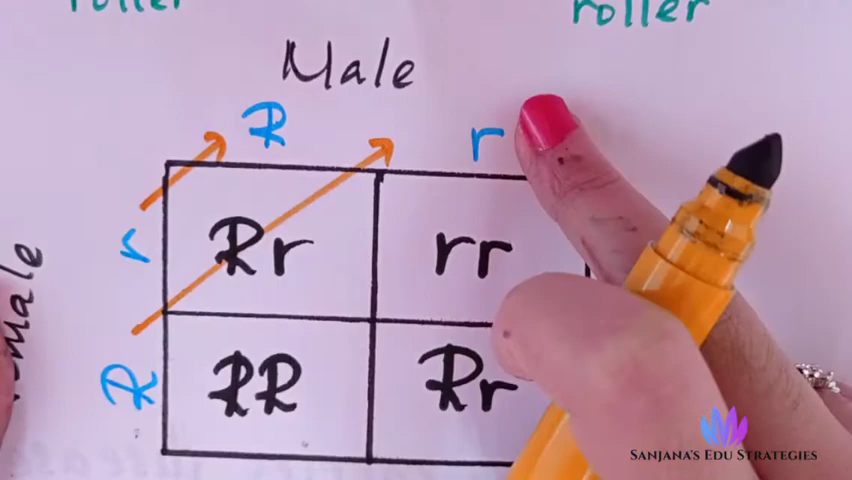 roller roller
Male
R r
r Rr rr
R RR Rr
SANJANA'S EDU STRATEGIES